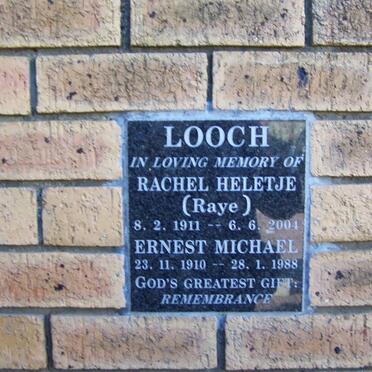 LOOCH
IN LOVING MEMORY OF
RACHEL HELETJE
(Raye)
8. 2. 1911 -- 6. 6. 2004
ERNEST MICHAEL
23. 11. 1910 -- 28. 1. 1988
GOD'S GREATEST GIFT:
REMEMBRANCE